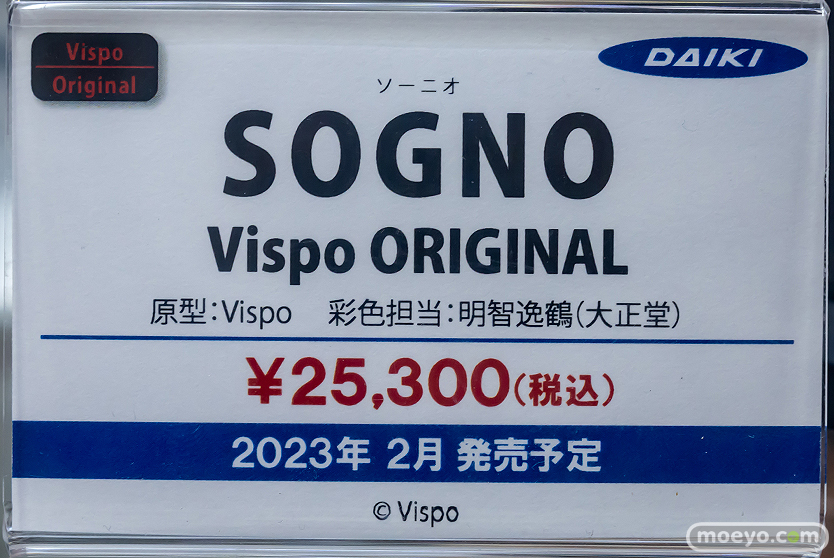 Vispo
Original
DAIKI
ソーニオ
SOGNO
Vispo ORIGINAL
原型：Vispo　彩色担当：明智逸鶴(大正堂)
¥25,300(税込)
2023年 2月 発売予定
© Vispo
moeyo.com